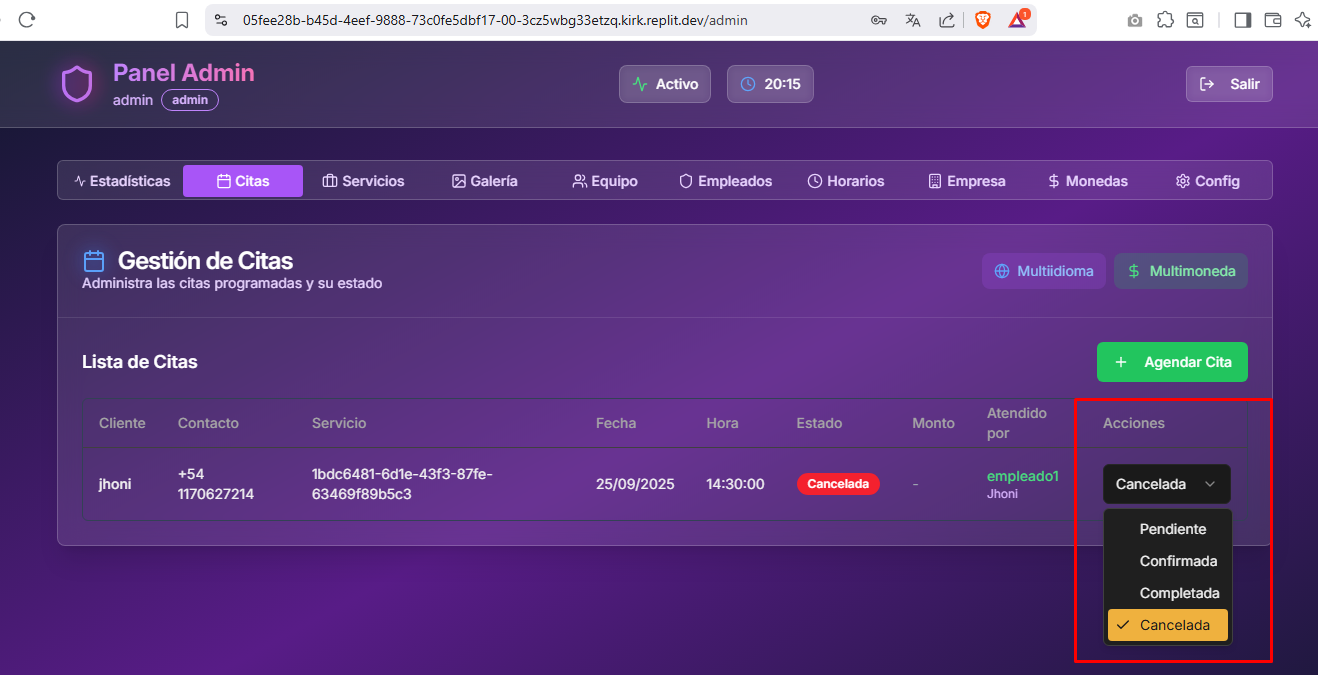 05fee28b-b45d-4eef-9888-73c0fe5dbf17-00-3cz5wbg33etzq.kirk.replit.dev/admin
1
Panel Admin
admin admin
Activo
20:15
Salir
Estadísticas Citas Servicios Galería Equipo Empleados Horarios Empresa Monedas Config
Gestión de Citas
Administra las citas programadas y su estado
Multiidioma
Multimoneda
Lista de Citas
+ Agendar Cita
Cliente Contacto Servicio Fecha Hora Estado Monto Atendido por Acciones
jhoni
+54
1170627214
1bdc6481-6d1e-43f3-87fe-
63469f89b5c3
25/09/2025
14:30:00
Cancelada
-
empleado1
Jhoni
Cancelada
Pendiente
Confirmada
Completada
Cancelada